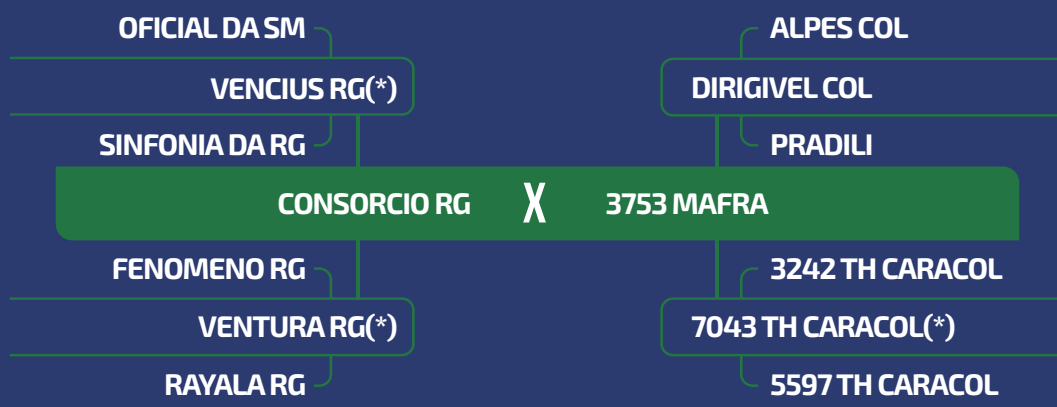 OFICIAL DA SM
ALPES COL
VENCIUS RG(*)
DIRIGIVEL COL
SINFONIA DA RG
PRADILI
CONSORCIO RG X 3753 MAFRA
FENOMENO RG
3242 TH CARACOL
VENTURA RG(*)
7043 TH CARACOL(*)
RAYALA RG
5597 TH CARACOL